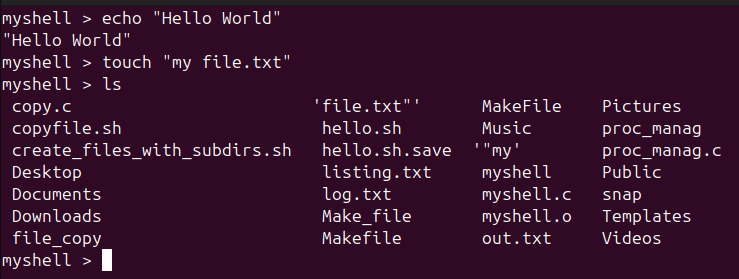 myshell > echo "Hello World"
"Hello World"
myshell > touch "my file.txt"
myshell > ls
copy.c 'file.txt"' MakeFile Pictures
copyfile.sh hello.sh Music proc_manag
create_files_with_subdirs.sh hello.sh.save '"my' proc_manag.c
Desktop listing.txt myshell Public
Documents log.txt myshell.c snap
Downloads Make_file myshell.o Templates
file_copy Makefile out.txt Videos
myshell >